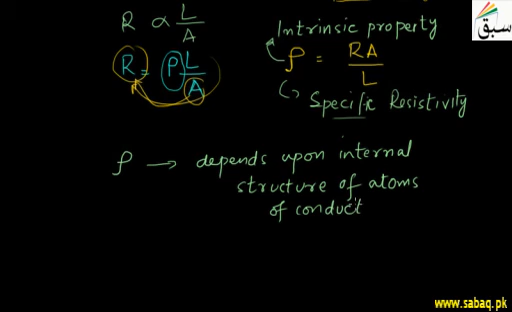 R ∝ L/A
R = ρ L/A
Intrinsic property
ρ = RA/L
Specific Resistivity
ρ → depends upon internal
structure of atoms
of conduct
سبق
www.sabaq.pk